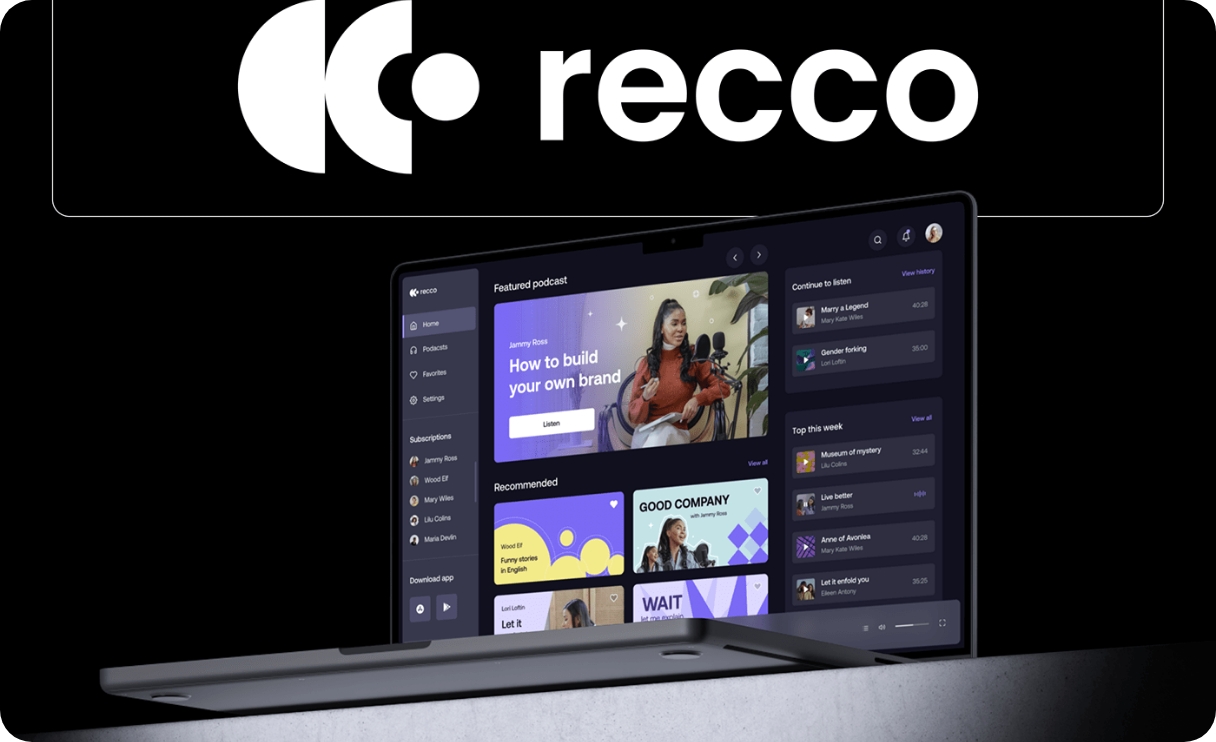 recco
recco
Home
Podacsts
Favorites
Settings
Subscriptions
Jammy Ross
Wood Elf
Mary Wiles
Lilu Colins
Maria Devlin
Download app
Featured podcast
Jammy Ross
How to build
your own brand
Listen
View all
Recommended
Wood Elf
Funny stories
in English
GOOD COMPANY
with Jammy Ross
Lori Loftin
Let it
WAIT
let me explain
Continue to listen
View history
Marry a Legend
Mary Kate Wiles
40:28
Gender forking
Lori Loftin
35:00
Top this week
View all
Museum of mystery
Lilu Colins
32:44
Live better
Jammy Ross
Anne of Avonlea
Mary Kate Wiles
40:28
Let it enfold you
Eileen Antony
35:25